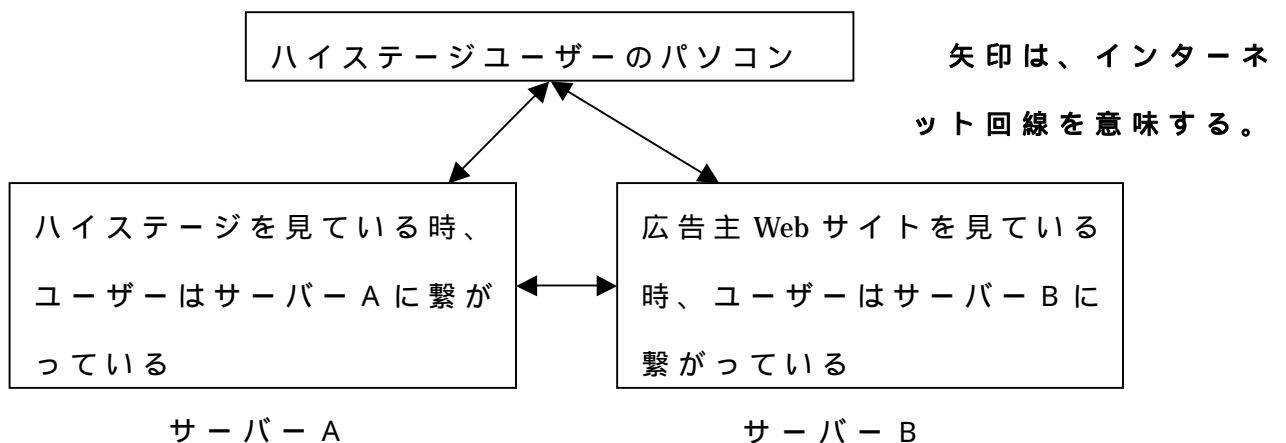 ハイステージユーザーのパソコン
矢印は、インターネ
ット回線を意味する。
ハイステージを見ている時、
ユーザーはサーバーAに繋が
っている
広告主Webサイトを見ている
時、ユーザーはサーバーBに
繋がっている
サーバーA
サーバーB